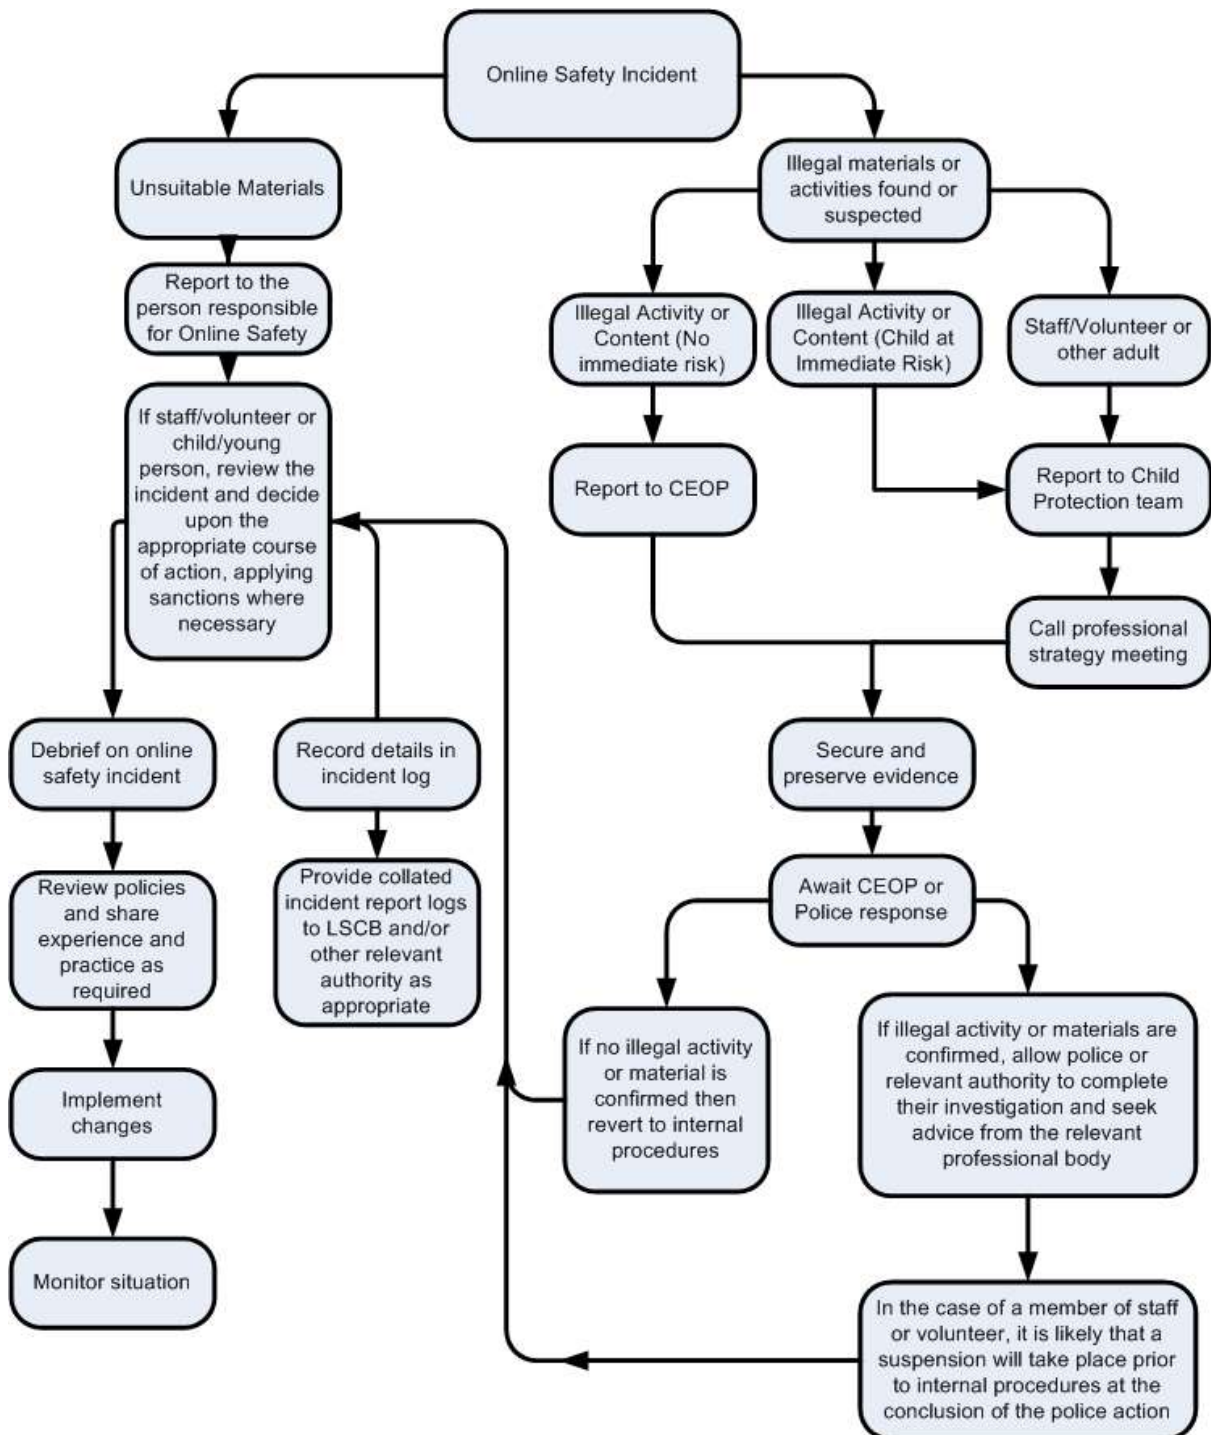 Online Safety Incident
Unsuitable Materials
Report to the
person responsible
for Online Safety
If staff/volunteer or
child/young
person, review the
incident and decide
upon the
appropriate course
of action, applying
sanctions where
necessary
Debrief on online
safety incident
Review policies
and share
experience and
practice as
required
Implement
changes
Monitor situation
Record details in
incident log
Provide collated
incident report logs
to LSCB and/or
other relevant
authority as
appropriate
Illegal materials or
activities found or
suspected
Illegal Activity or
Content (No
immediate risk)
Illegal Activity or
Content (Child at
Immediate Risk)
Staff/Volunteer or
other adult
Report to CEOP
Report to Child
Protection team
Call professional
strategy meeting
Secure and
preserve evidence
Await CEOP or
Police response
If no illegal activity
or material is
confirmed then
revert to internal
procedures
If illegal activity or materials are
confirmed, allow police or
relevant authority to complete
their investigation and seek
advice from the relevant
professional body
In the case of a member of staff
or volunteer, it is likely that a
suspension will take place prior
to internal procedures at the
conclusion of the police action